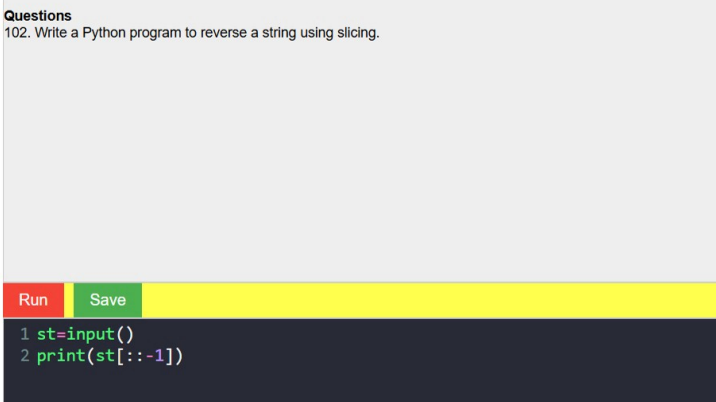 Questions
102. Write a Python program to reverse a string using slicing.
Run Save
1 st=input()
2 print(st[::-1])